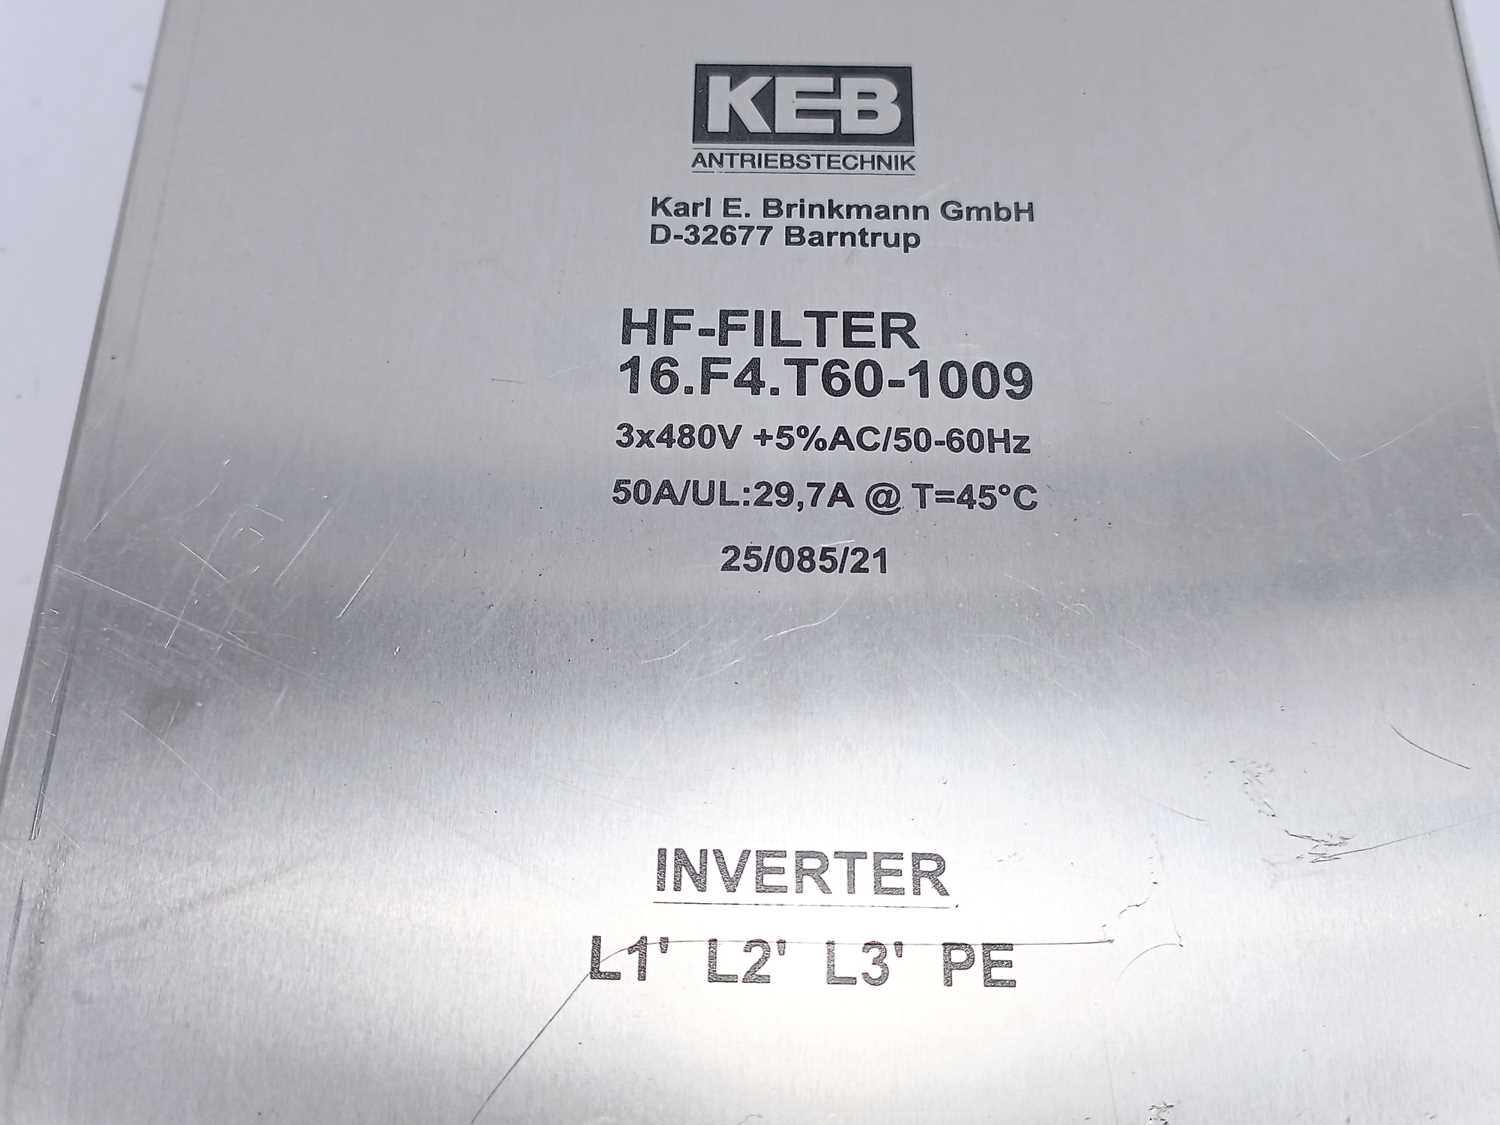 KEB
ANTRIEBSTECHNIK
Karl E. Brinkmann GmbH
D-32677 Barntrup
HF-FILTER
16.F4.T60-1009
3x480V +5%AC/50-60Hz
50A/UL:29,7A @ T=45°C
25/085/21
INVERTER
L1' L2' L3' PE